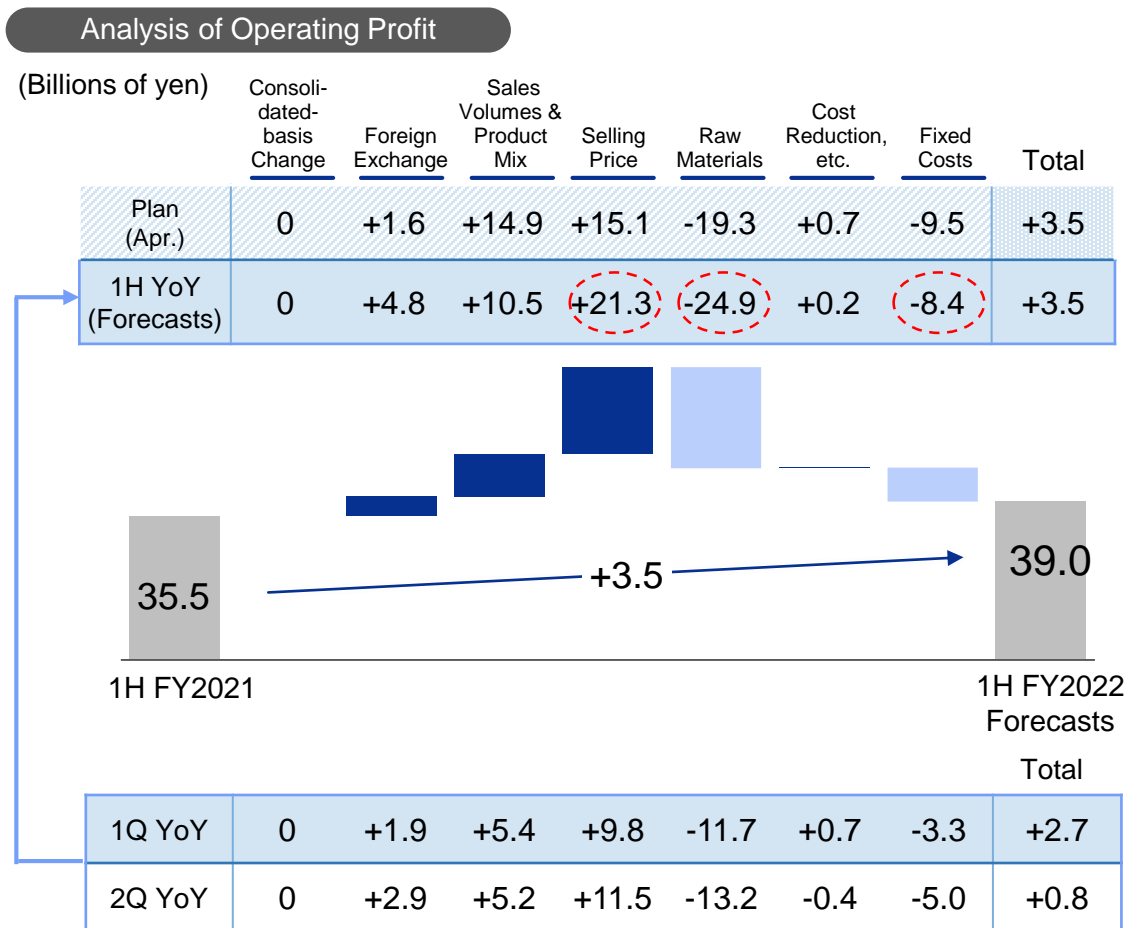 Analysis of Operating Profit
(Billions of yen)
Consoli-
dated-
basis
Change
Foreign
Exchange
Sales
Volumes &
Product
Mix
Selling
Price
Raw
Materials
Cost
Reduction,
etc.
Fixed
Costs
Total
Plan
(Apr.)
0 +1.6 +14.9 +15.1 -19.3 +0.7 -9.5 +3.5
1H YoY
(Forecasts)
0 +4.8 +10.5 +21.3 -24.9 +0.2 -8.4 +3.5
35.5
+3.5
39.0
1H FY2021
1H FY2022
Forecasts
Total
1Q YoY 0 +1.9 +5.4 +9.8 -11.7 +0.7 -3.3 +2.7
2Q YoY 0 +2.9 +5.2 +11.5 -13.2 -0.4 -5.0 +0.8